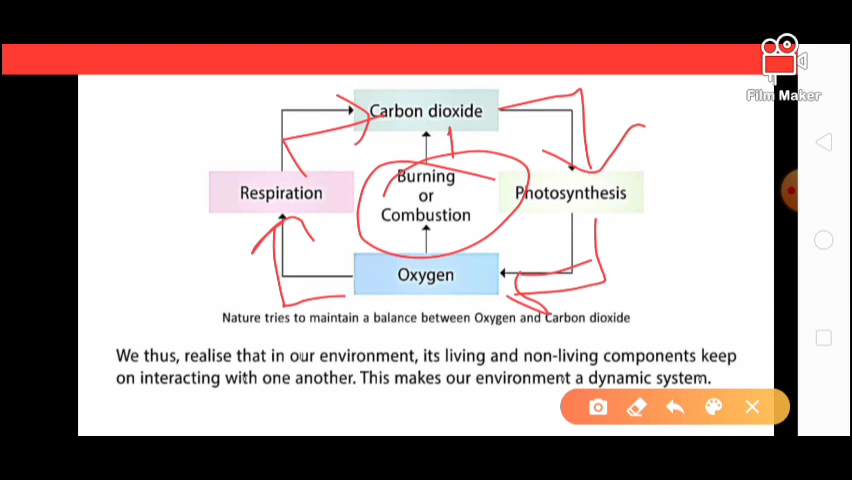 Film Maker
Carbon dioxide
Burning
Respiration
or
Photosynthesis
Combustion
Oxygen
Nature tries to maintain a balance between Oxygen and Carbon dioxide
We thus, realise that in our environment, its living and non-living components keep
on interacting with one another. This makes our environment a dynamic system.